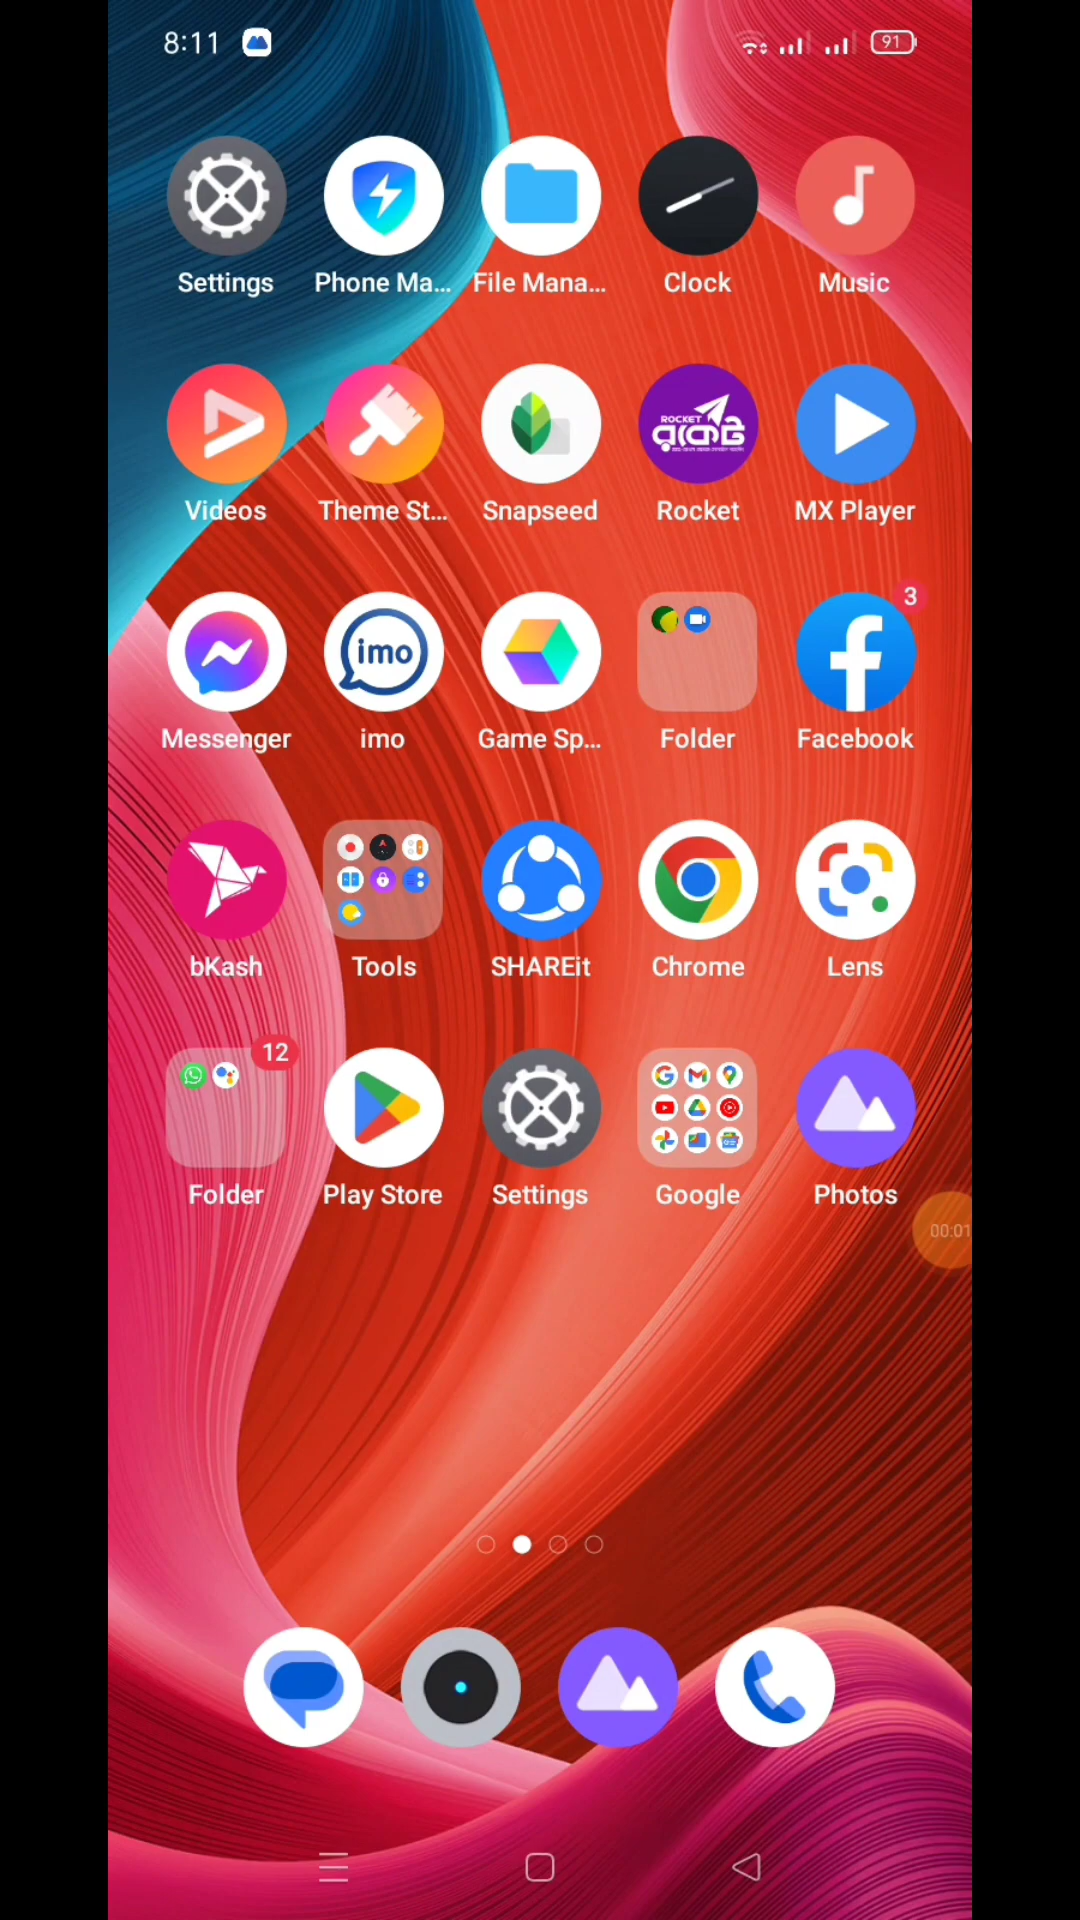 8:11 91
Settings Phone Ma... File Mana... Clock Music
ROCKET
রকেট
Videos Theme St... Snapseed Rocket MX Player
3
imo
Messenger imo Game Sp... Folder Facebook
bKash Tools SHAREit Chrome Lens
12
Folder Play Store Settings Google Photos
00:01